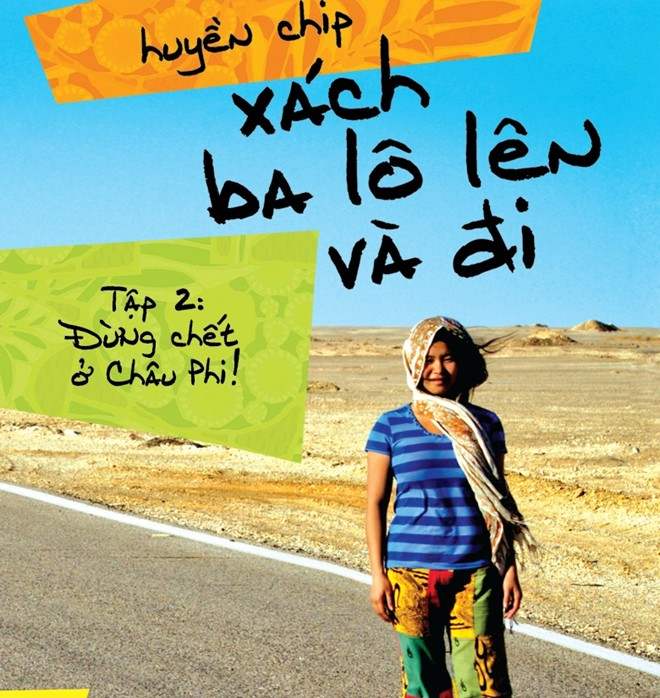 huyền chip
xách
ba lô lên
và đi
Tập 2:
Đừng chết
ở Châu Phi!